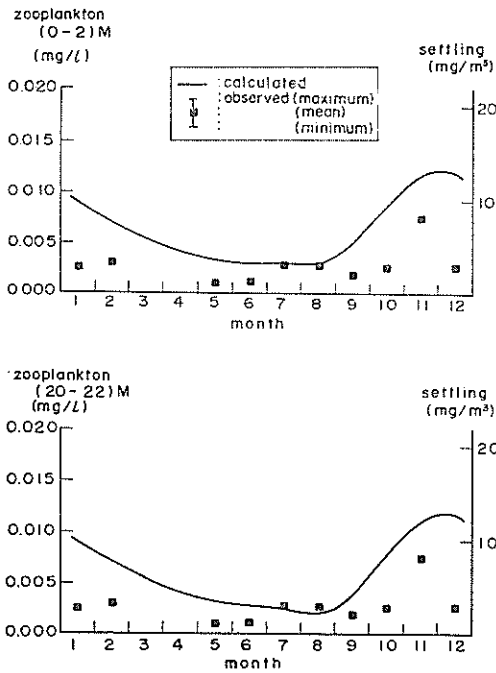 zooplankton
(0-2)M
(mg/l)
settling
(mg/m³)
calculated
observed (maximum)
(mean)
(minimum)
0.020
0.015
0.010
0.005
0.000
20
10
1 2 3 4 5 6 7 8 9 10 11 12
month
zooplankton
(20-22)M
(mg/l)
settling
(mg/m³)
0.020
0.015
0.010
0.005
0.000
20
10
1 2 3 4 5 6 7 8 9 10 11 12
month